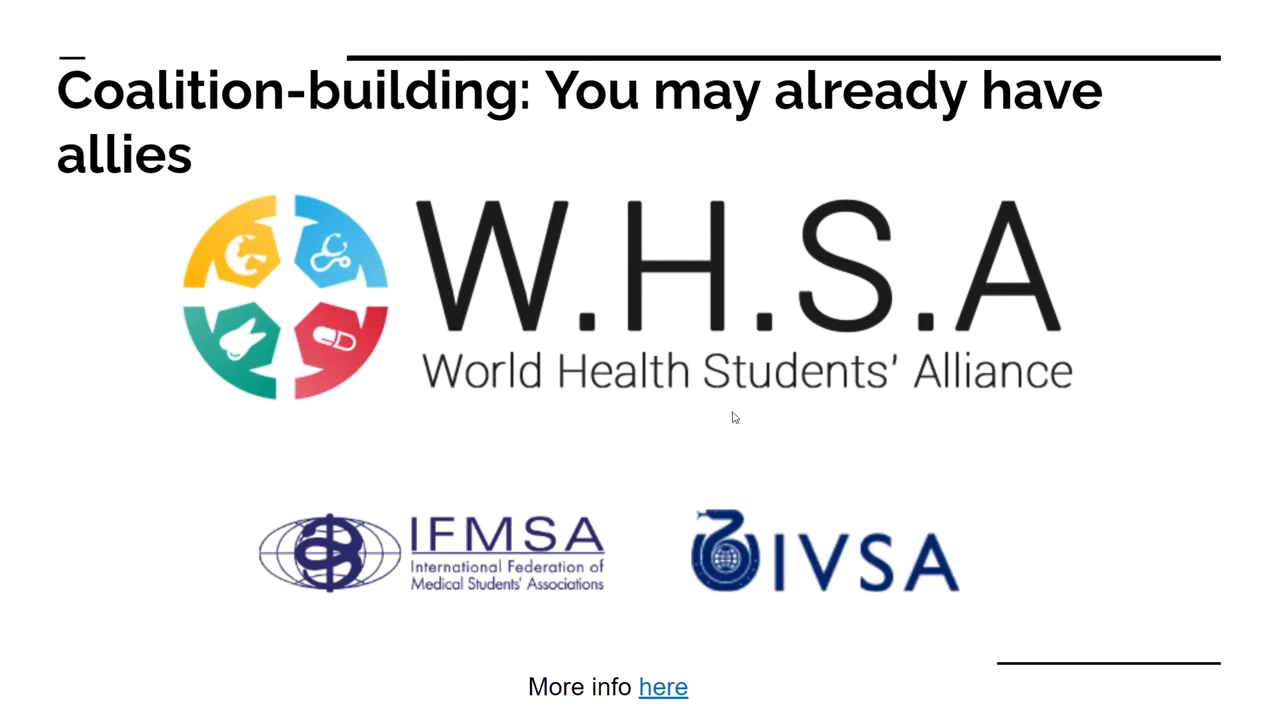 Coalition-building: You may already have
allies
W.H.S.A
World Health Students' Alliance
IFMSA
International Federation of
Medical Students' Associations
IVSA
More info here